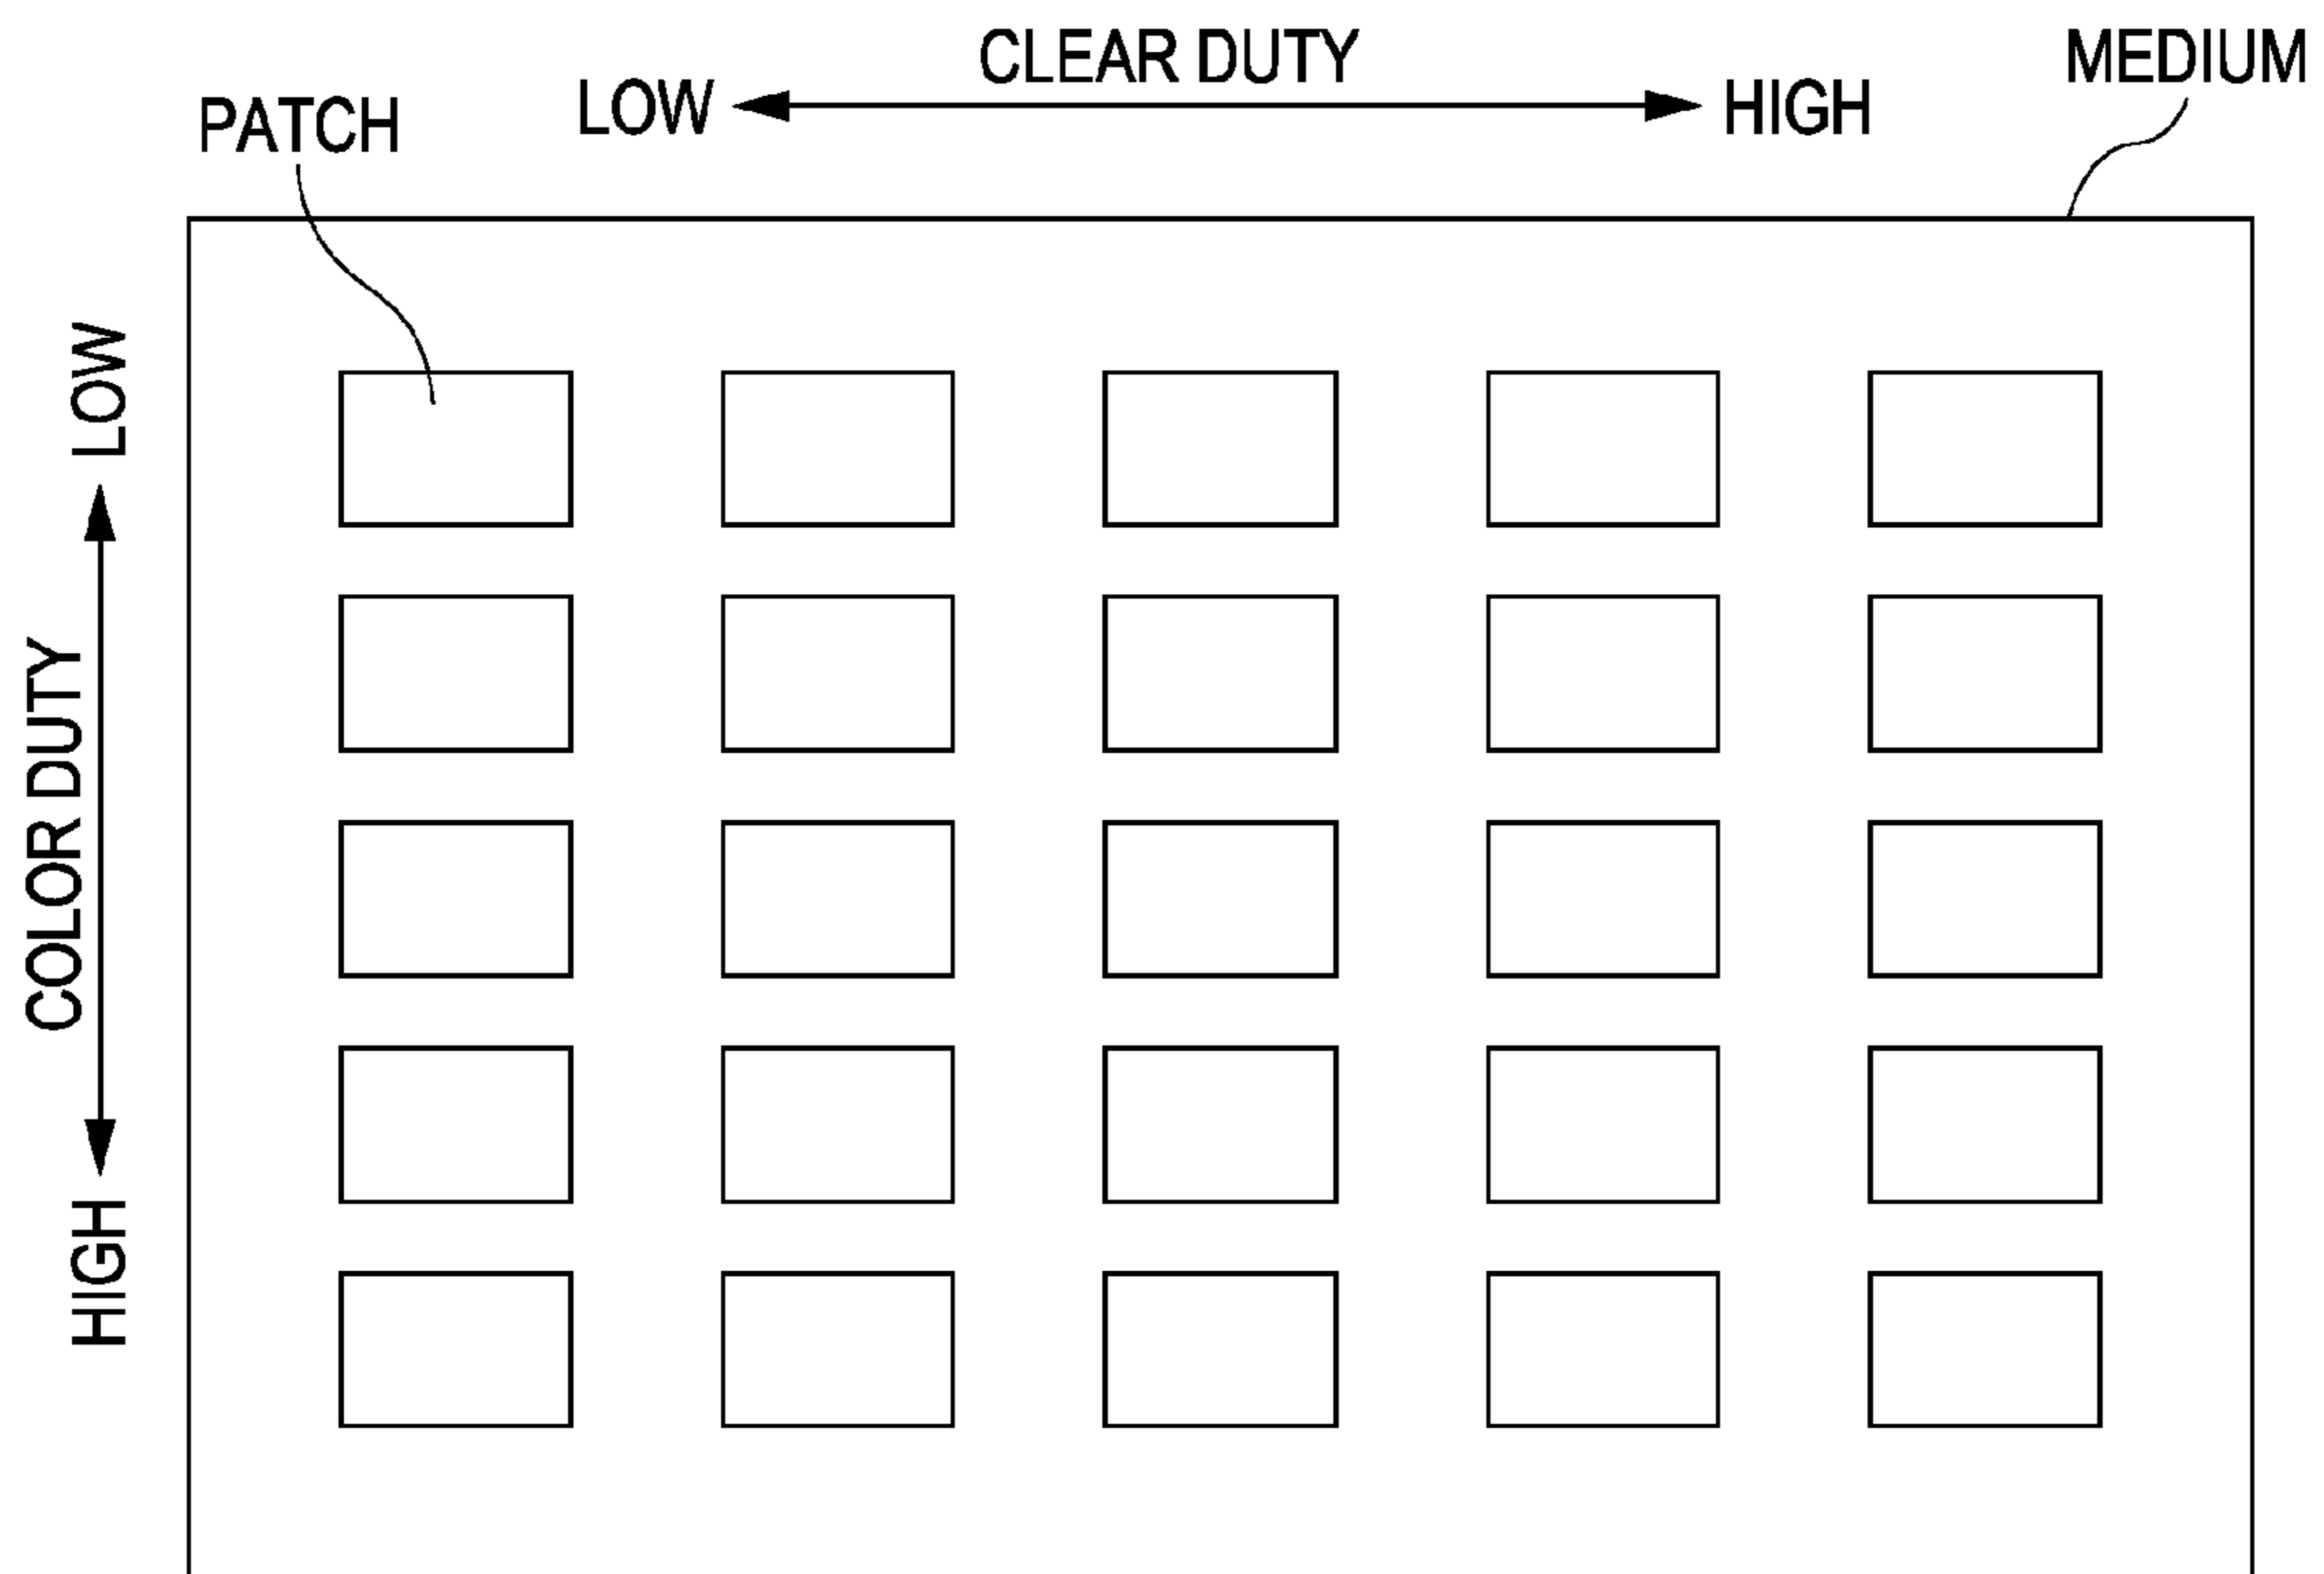 CLEAR DUTY
MEDIUM
PATCH
LOW
HIGH
LOW
COLOR DUTY
HIGH